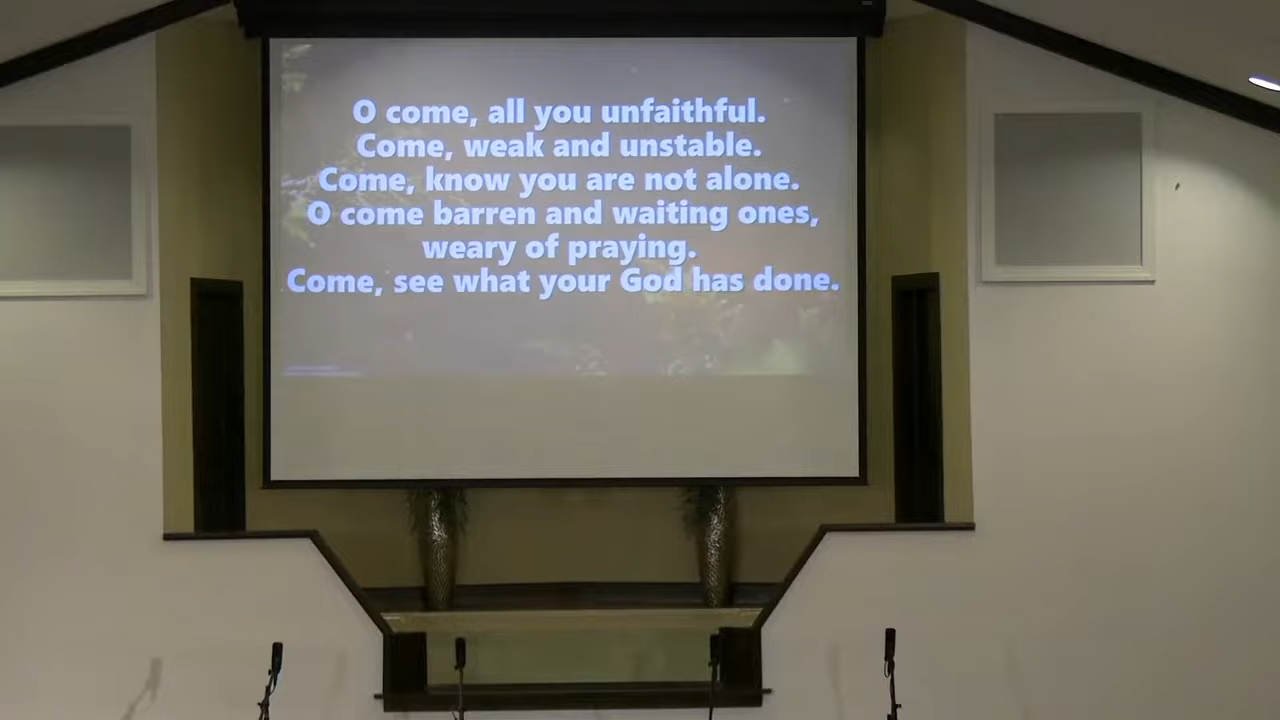 O come, all you unfaithful.
Come, weak and unstable.
Come, know you are not alone.
O come barren and waiting ones,
weary of praying.
Come, see what your God has done.